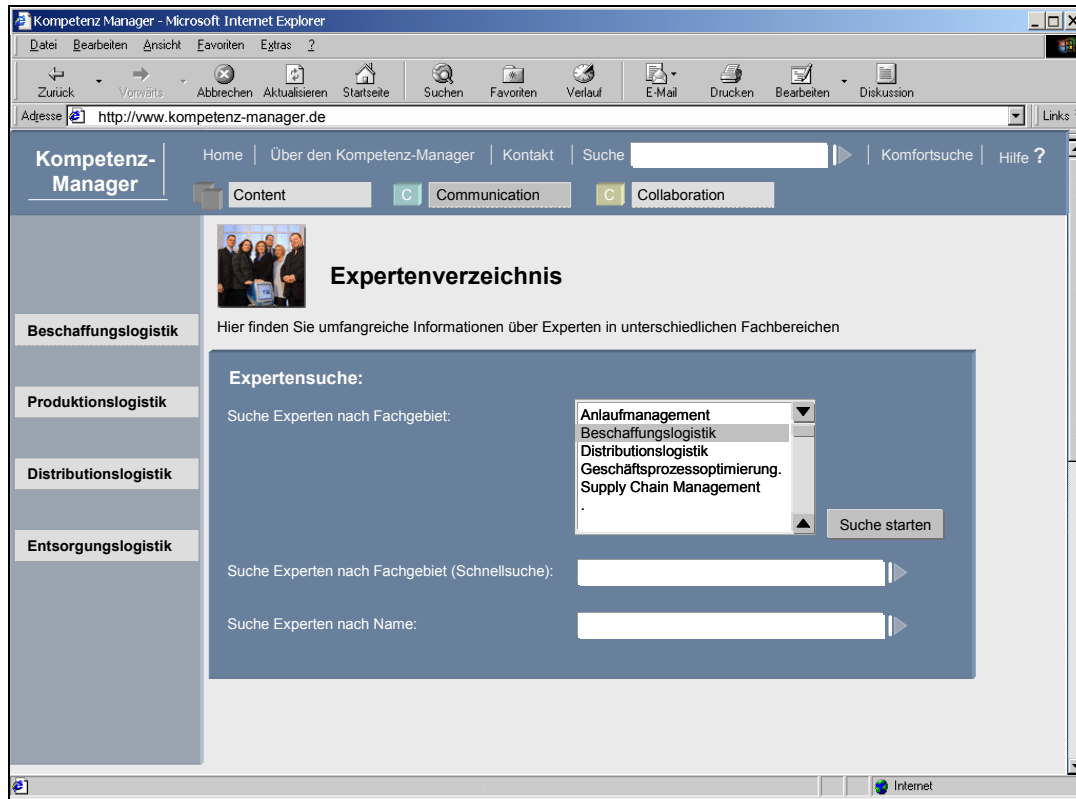 Kompetenz Manager - Microsoft Internet Explorer
Datei Bearbeiten Ansicht Favoriten Extras ?
Zurück Vorwärts Abbrechen Aktualisieren Startseite Suchen Favoriten Verlauf E-Mail Drucken Bearbeiten Diskussion
Adresse http://vww.kompetenz-manager.de Links
Kompetenz-
Manager
Home Über den Kompetenz-Manager Kontakt Suche Komfortsuche Hilfe ?
Content C Communication C Collaboration
Expertenverzeichnis
Hier finden Sie umfangreiche Informationen über Experten in unterschiedlichen Fachbereichen
Beschaffungslogistik
Produktionslogistik
Distributionslogistik
Entsorgungslogistik
Expertensuche:
Suche Experten nach Fachgebiet:
Anlaufmanagement
Beschaffungslogistik
Distributionslogistik
Geschäftsprozessoptimierung.
Supply Chain Management
.
Suche starten
Suche Experten nach Fachgebiet (Schnellsuche):
Suche Experten nach Name:
Internet